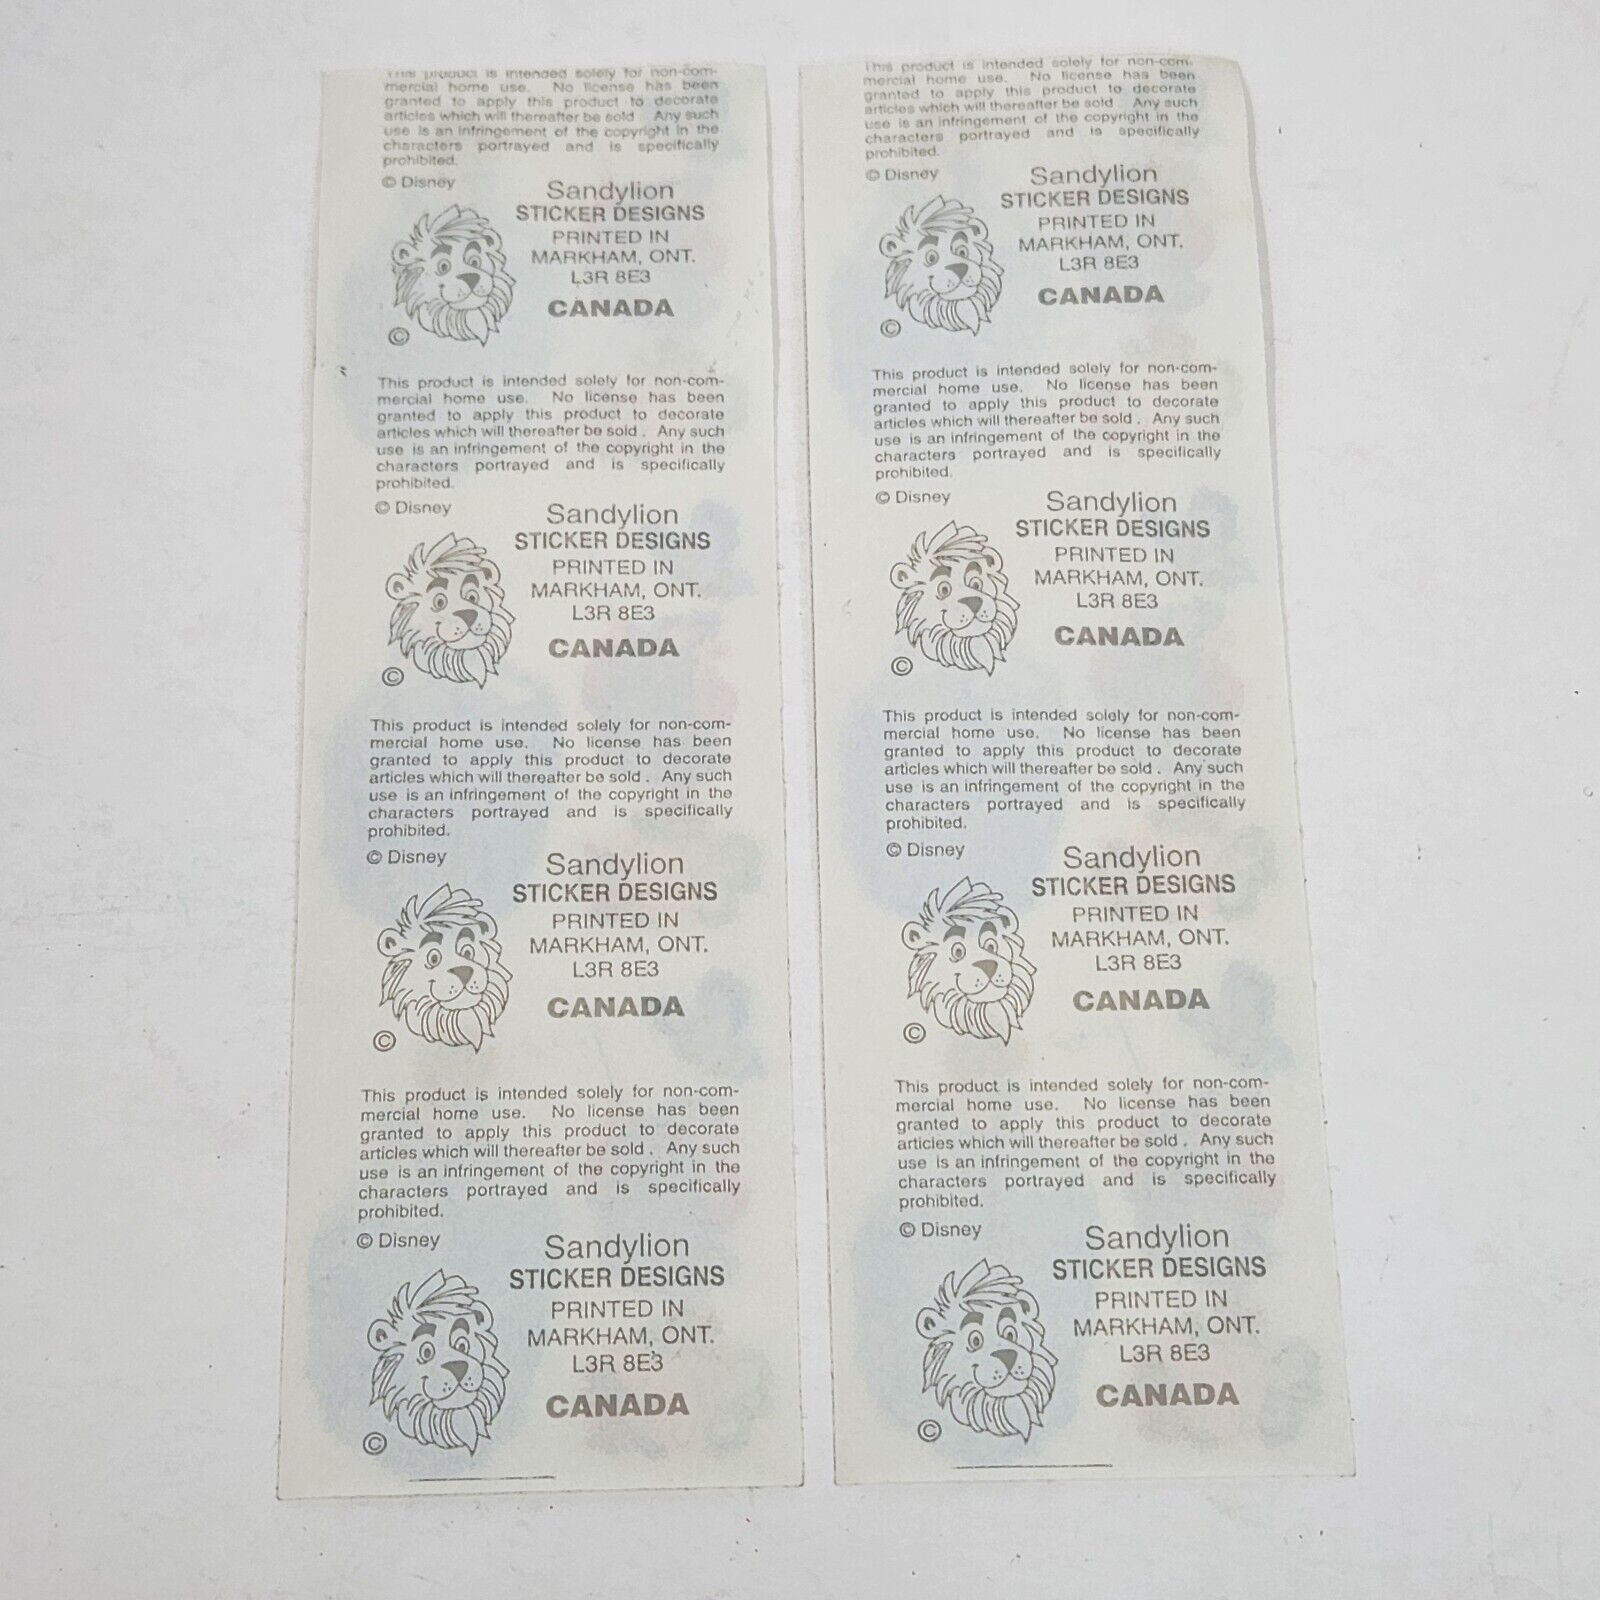 This product is intended solely for non-com-
mercial home use. No license has been
granted to apply this product to decorate
articles which will thereafter be sold . Any such
use is an infringement of the copyright in the
characters portrayed and is specifically
prohibited.
© Disney
Sandylion
STICKER DESIGNS
PRINTED IN
MARKHAM, ONT.
L3R 8E3
CANADA
©
This product is intended solely for non-com-
mercial home use. No license has been
granted to apply this product to decorate
articles which will thereafter be sold . Any such
use is an infringement of the copyright in the
characters portrayed and is specifically
prohibited.
© Disney
Sandylion
STICKER DESIGNS
PRINTED IN
MARKHAM, ONT.
L3R 8E3
CANADA
©
This product is intended solely for non-com-
mercial home use. No license has been
granted to apply this product to decorate
articles which will thereafter be sold . Any such
use is an infringement of the copyright in the
characters portrayed and is specifically
prohibited.
© Disney
Sandylion
STICKER DESIGNS
PRINTED IN
MARKHAM, ONT.
L3R 8E3
CANADA
©
This product is intended solely for non-com-
mercial home use. No license has been
granted to apply this product to decorate
articles which will thereafter be sold . Any such
use is an infringement of the copyright in the
characters portrayed and is specifically
prohibited.
© Disney
Sandylion
STICKER DESIGNS
PRINTED IN
MARKHAM, ONT.
L3R 8E3
CANADA
©
This product is intended solely for non-com-
mercial home use. No license has been
granted to apply this product to decorate
articles which will thereafter be sold . Any such
use is an infringement of the copyright in the
characters portrayed and is specifically
prohibited.
© Disney
Sandylion
STICKER DESIGNS
PRINTED IN
MARKHAM, ONT.
L3R 8E3
CANADA
©
This product is intended solely for non-com-
mercial home use. No license has been
granted to apply this product to decorate
articles which will thereafter be sold . Any such
use is an infringement of the copyright in the
characters portrayed and is specifically
prohibited.
© Disney
Sandylion
STICKER DESIGNS
PRINTED IN
MARKHAM, ONT.
L3R 8E3
CANADA
©
This product is intended solely for non-com-
mercial home use. No license has been
granted to apply this product to decorate
articles which will thereafter be sold . Any such
use is an infringement of the copyright in the
characters portrayed and is specifically
prohibited.
© Disney
Sandylion
STICKER DESIGNS
PRINTED IN
MARKHAM, ONT.
L3R 8E3
CANADA
©
This product is intended solely for non-com-
mercial home use. No license has been
granted to apply this product to decorate
articles which will thereafter be sold . Any such
use is an infringement of the copyright in the
characters portrayed and is specifically
prohibited.
© Disney
Sandylion
STICKER DESIGNS
PRINTED IN
MARKHAM, ONT.
L3R 8E3
CANADA
©